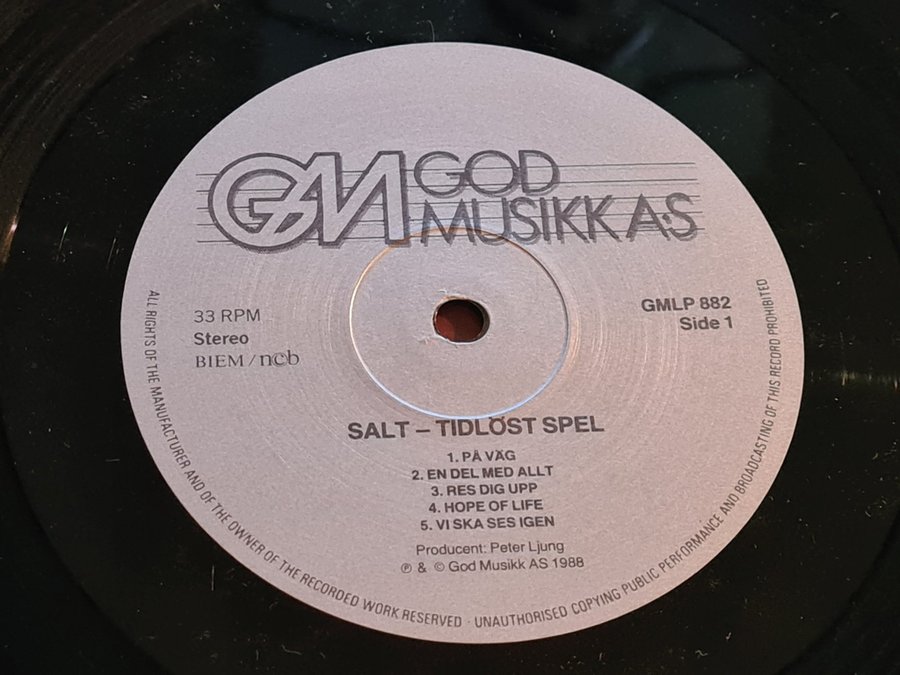 GM GOD
MUSIKK A·S
33 RPM
Stereo
BIEM / ncb
GMLP 882
Side 1
SALT – TIDLÖST SPEL
1. PÅ VÄG
2. EN DEL MED ALLT
3. RES DIG UPP
4. HOPE OF LIFE
5. VI SKA SES IGEN
Producent: Peter Ljung
℗ & © God Musikk AS 1988
ALL RIGHTS OF THE MANUFACTURER AND OF THE OWNER OF THE RECORDED WORK RESERVED · UNAUTHORISED COPYING PUBLIC PERFORMANCE AND BROADCASTING OF THIS RECORD PROHIBITED